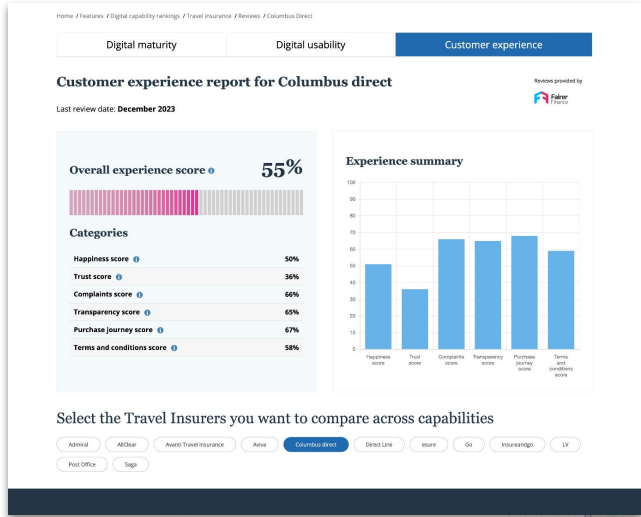 Home / Features / Digital capability rankings / Travel insurance / Reviews / Columbus Direct
Digital maturity
Digital usability
Customer experience
Customer experience report for Columbus direct
Reviews provided by
Fairer
Finance
Last review date: December 2023
Overall experience score
55%
Categories
Happiness score 50%
Trust score 36%
Complaints score 66%
Transparency score 65%
Purchase journey score 67%
Terms and conditions score 58%
Experience summary
100
90
80
70
60
50
40
30
20
10
0
Happiness score
Trust score
Complaints score
Transparency score
Purchase journey score
Terms and conditions score
Select the Travel Insurers you want to compare across capabilities
Admiral AllClear Avanti Travel Insurance Aviva Columbus direct Direct Line esure Go Insureandgo LV
Post Office Saga